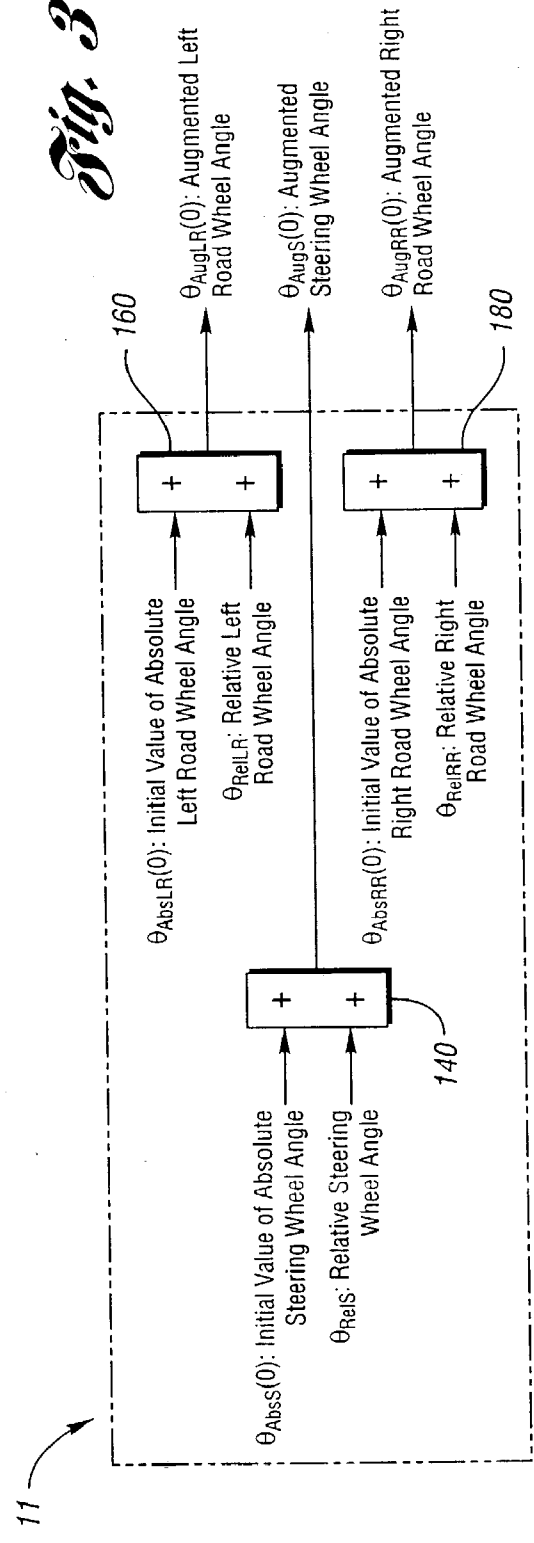 Fig. 3
11
θAbsS(0): Initial Value of Absolute
Steering Wheel Angle
θRelS: Relative Steering
Wheel Angle
+
+
140
θAbsLR(0): Initial Value of Absolute
Left Road Wheel Angle
θRelLR: Relative Left
Road Wheel Angle
+
+
160
θAbsRR(0): Initial Value of Absolute
Right Road Wheel Angle
θRelRR: Relative Right
Road Wheel Angle
+
+
180
θAugLR(0): Augmented Left
Road Wheel Angle
θAugS(0): Augmented
Steering Wheel Angle
θAugRR(0): Augmented Right
Road Wheel Angle